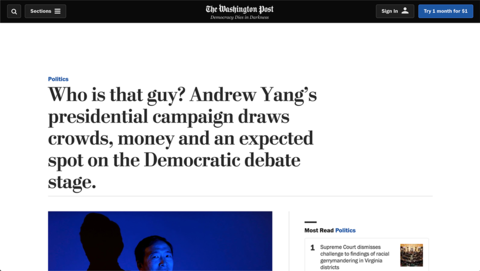 Sections
The Washington Post
Democracy Dies in Darkness
Sign In
Try 1 month for $1
Politics
Who is that guy? Andrew Yang’s
presidential campaign draws
crowds, money and an expected
spot on the Democratic debate
stage.
Most Read Politics
1 Supreme Court dismisses
challenge to findings of racial
gerrymandering in Virginia
districts